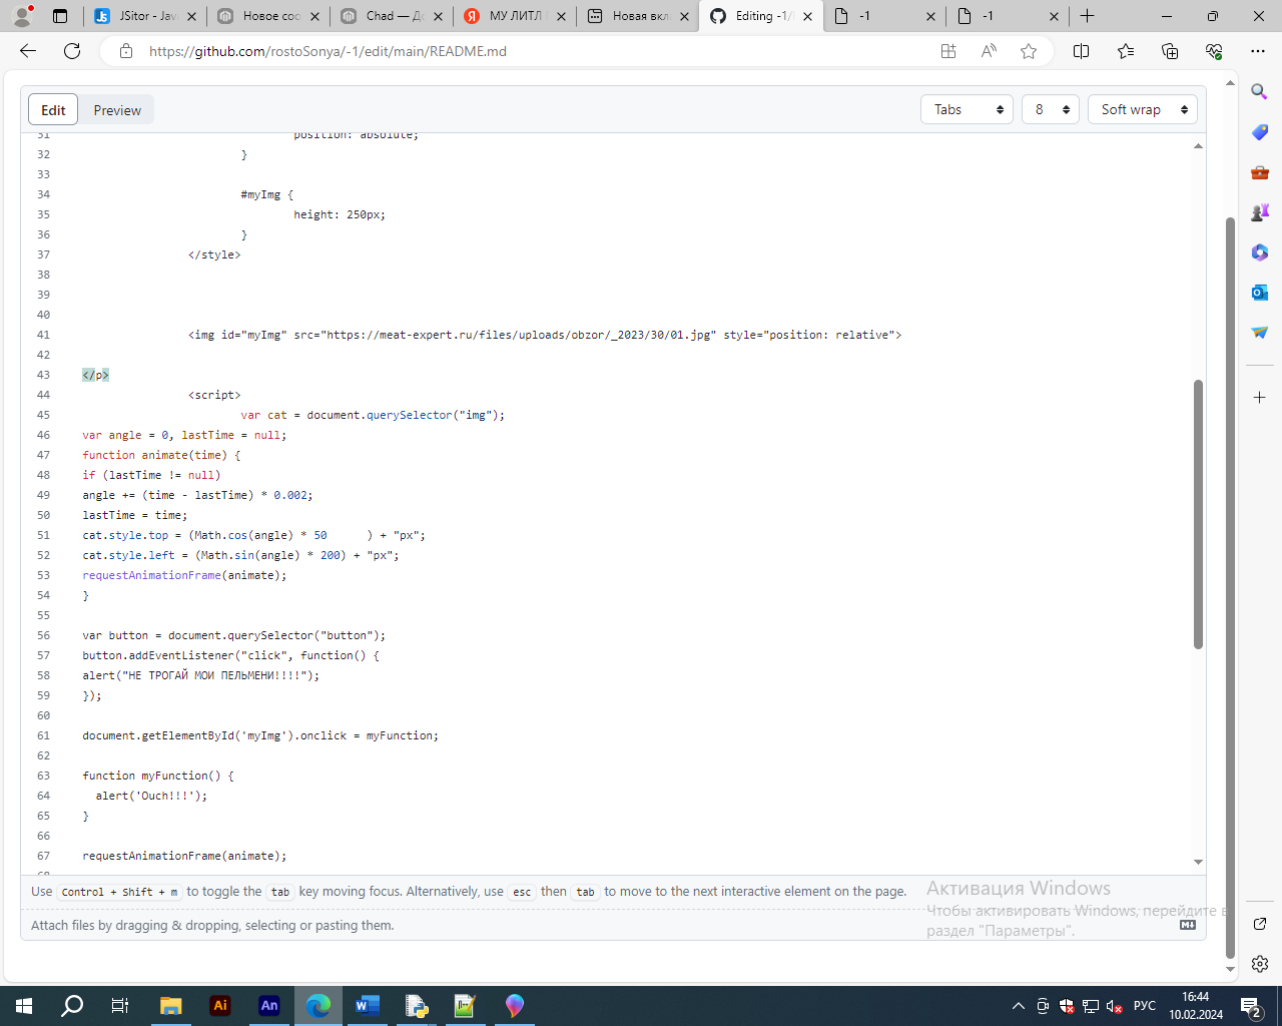 JSitor - Jav
Новое соо
Chad — До
МУ ЛИТЛ
Новая вкл
Editing -1/
-1
-1
https://github.com/rostoSonya/-1/edit/main/README.md
Edit
Preview
Tabs
8
Soft wrap
31 position: absolute;
32 }
33
34 #myImg {
35 height: 250px;
36 }
37 </style>
38
39
40
41 <img id="myImg" src="https://meat-expert.ru/files/uploads/obzor/_2023/30/01.jpg" style="position: relative">
42
43 </p>
44 <script>
45 var cat = document.querySelector("img");
46 var angle = 0, lastTime = null;
47 function animate(time) {
48 if (lastTime != null)
49 angle += (time - lastTime) * 0.002;
50 lastTime = time;
51 cat.style.top = (Math.cos(angle) * 50      ) + "px";
52 cat.style.left = (Math.sin(angle) * 200) + "px";
53 requestAnimationFrame(animate);
54 }
55
56 var button = document.querySelector("button");
57 button.addEventListener("click", function() {
58 alert("НЕ ТРОГАЙ МОИ ПЕЛЬМЕНИ!!!!");
59 });
60
61 document.getElementById('myImg').onclick = myFunction;
62
63 function myFunction() {
64 alert('Ouch!!!');
65 }
66
67 requestAnimationFrame(animate);
68
Use Control + Shift + m to toggle the tab key moving focus. Alternatively, use esc then tab to move to the next interactive element on the page.
Attach files by dragging & dropping, selecting or pasting them.
Активация Windows
Чтобы активировать Windows, перейдите в
раздел "Параметры".
Ai
An
РУС
16:44
10.02.2024
2